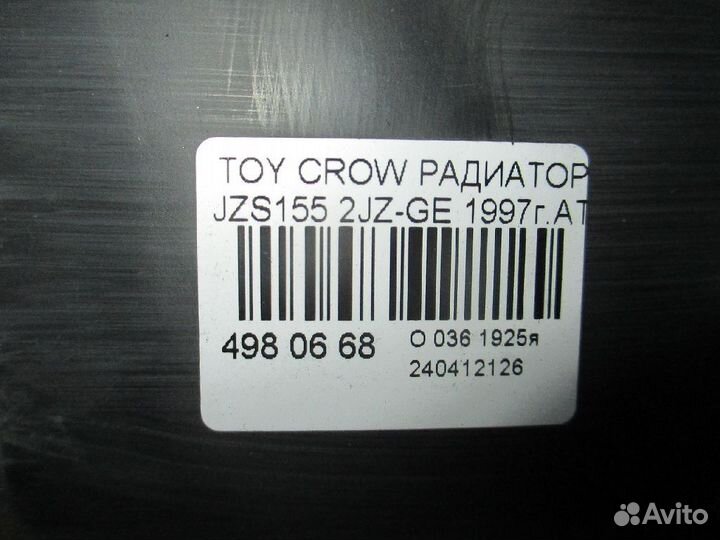 TOY CROW РАДИАТОР
JZS155 2JZ-GE 1997г.AT
498 06 68
O 036 1925я
240412126
Avito